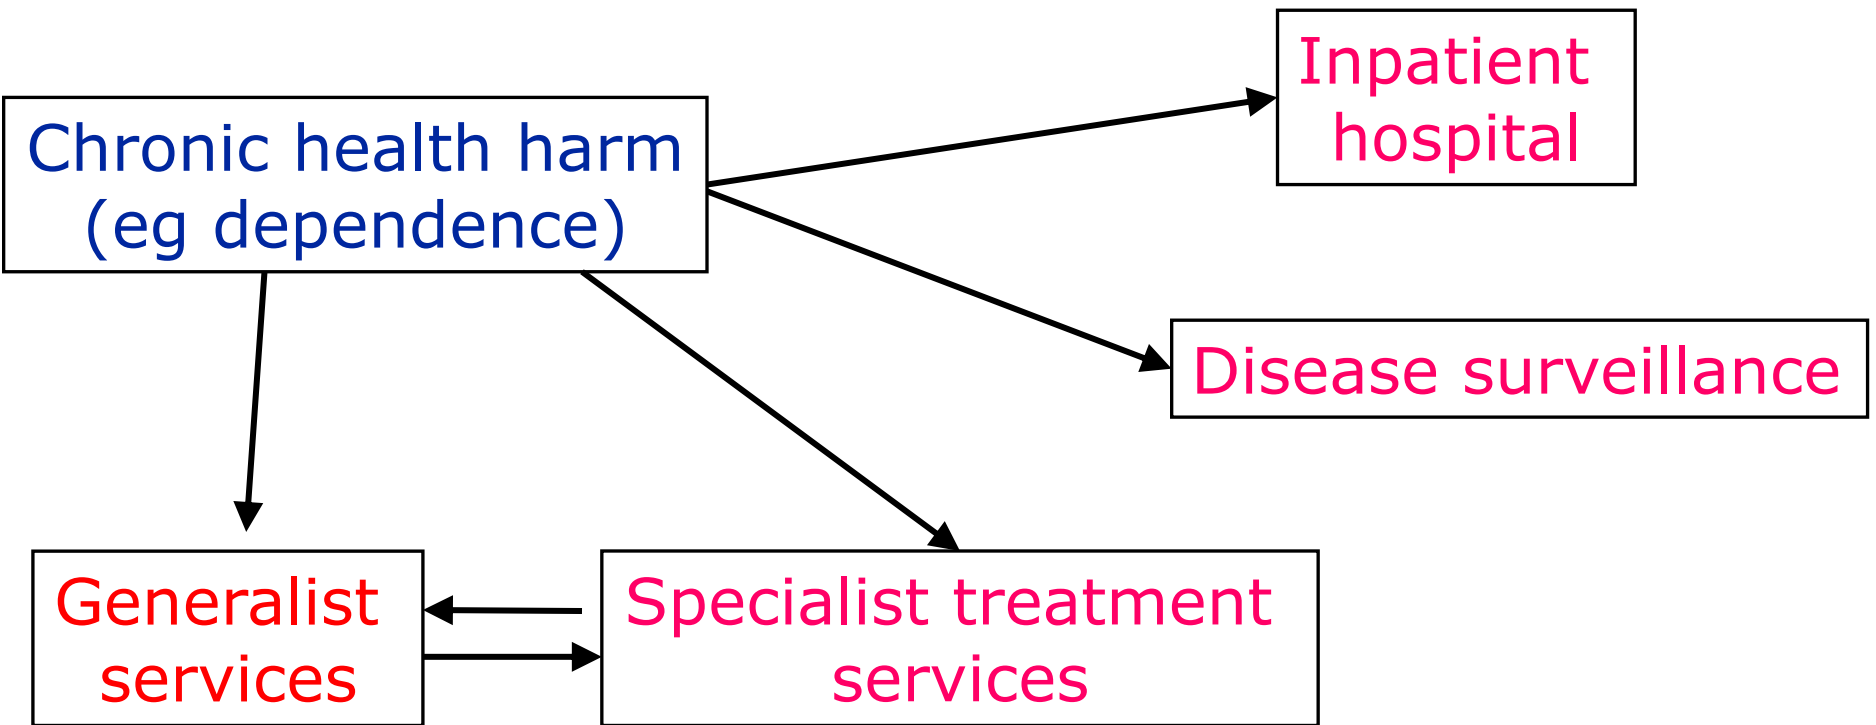 Inpatient
hospital
Chronic health harm
(eg dependence)
Disease surveillance
Generalist
services
Specialist treatment
services